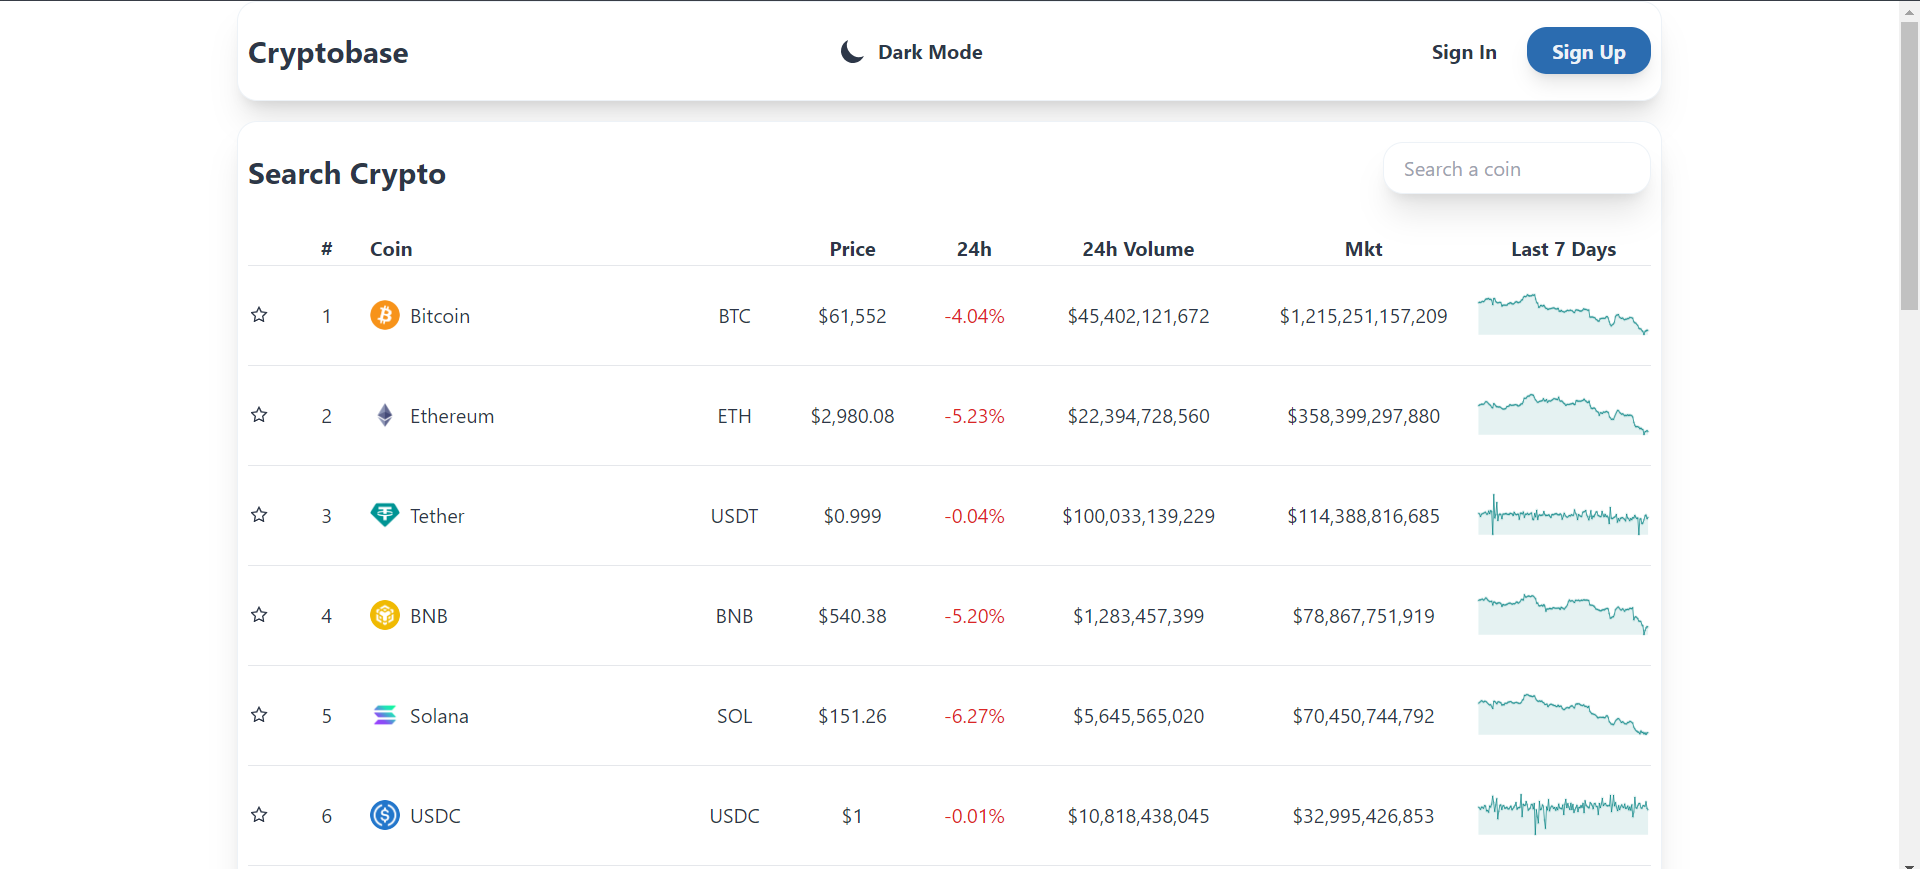 Cryptobase Dark Mode Sign In Sign Up
Search Crypto Search a coin
# Coin Price 24h 24h Volume Mkt Last 7 Days
1 Bitcoin BTC $61,552 -4.04% $45,402,121,672 $1,215,251,157,209
2 Ethereum ETH $2,980.08 -5.23% $22,394,728,560 $358,399,297,880
3 Tether USDT $0.999 -0.04% $100,033,139,229 $114,388,816,685
4 BNB BNB $540.38 -5.20% $1,283,457,399 $78,867,751,919
5 Solana SOL $151.26 -6.27% $5,645,565,020 $70,450,744,792
6 USDC USDC $1 -0.01% $10,818,438,045 $32,995,426,853